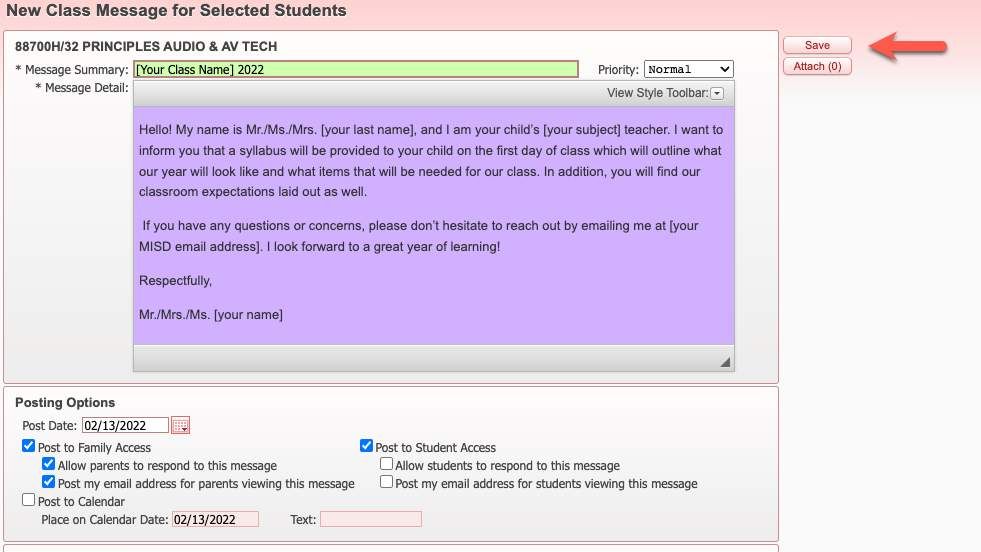 New Class Message for Selected Students
88700H/32 PRINCIPLES AUDIO & AV TECH
* Message Summary: [Your Class Name] 2022 Priority: Normal
* Message Detail:
View Style Toolbar:
Hello! My name is Mr./Ms./Mrs. [your last name], and I am your child’s [your subject] teacher. I want to
inform you that a syllabus will be provided to your child on the first day of class which will outline what
our year will look like and what items that will be needed for our class. In addition, you will find our
classroom expectations laid out as well.
If you have any questions or concerns, please don’t hesitate to reach out by emailing me at [your
MISD email address]. I look forward to a great year of learning!
Respectfully,
Mr./Mrs./Ms. [your name]
Save
Attach (0)
Posting Options
Post Date: 02/13/2022
Post to Family Access
Allow parents to respond to this message
Post my email address for parents viewing this message
Post to Student Access
Allow students to respond to this message
Post my email address for students viewing this message
Post to Calendar
Place on Calendar Date: 02/13/2022 Text: